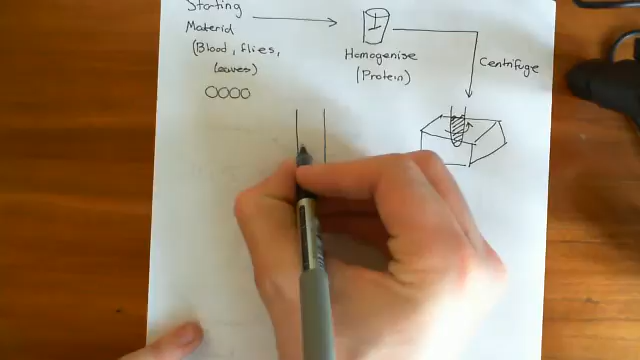 Starting
Material
(Blood, flies,
leaves)
Homogenise
(Protein)
Centrifuge